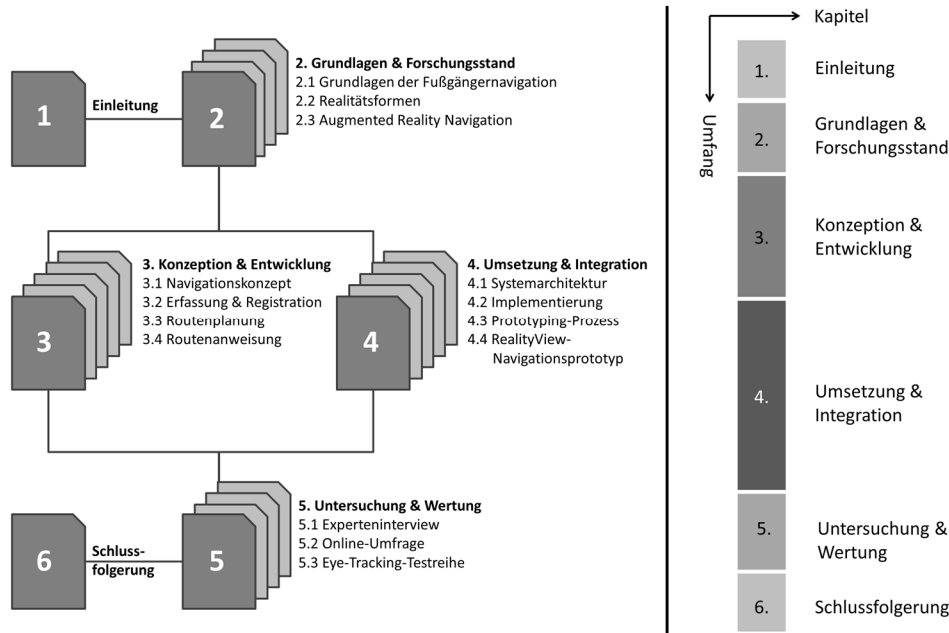 1
Einleitung
2
2. Grundlagen & Forschungsstand
2.1 Grundlagen der Fußgängernavigation
2.2 Realitätsformen
2.3 Augmented Reality Navigation
3
3. Konzeption & Entwicklung
3.1 Navigationskonzept
3.2 Erfassung & Registration
3.3 Routenplanung
3.4 Routenanweisung
4
4. Umsetzung & Integration
4.1 Systemarchitektur
4.2 Implementierung
4.3 Prototyping-Prozess
4.4 RealityView-
Navigationsprototyp
6
Schluss-
folgerung
5
5. Untersuchung & Wertung
5.1 Experteninterview
5.2 Online-Umfrage
5.3 Eye-Tracking-Testreihe
Kapitel
Umfang
1.
Einleitung
2.
Grundlagen &
Forschungsstand
3.
Konzeption &
Entwicklung
4.
Umsetzung &
Integration
5.
Untersuchung &
Wertung
6.
Schlussfolgerung